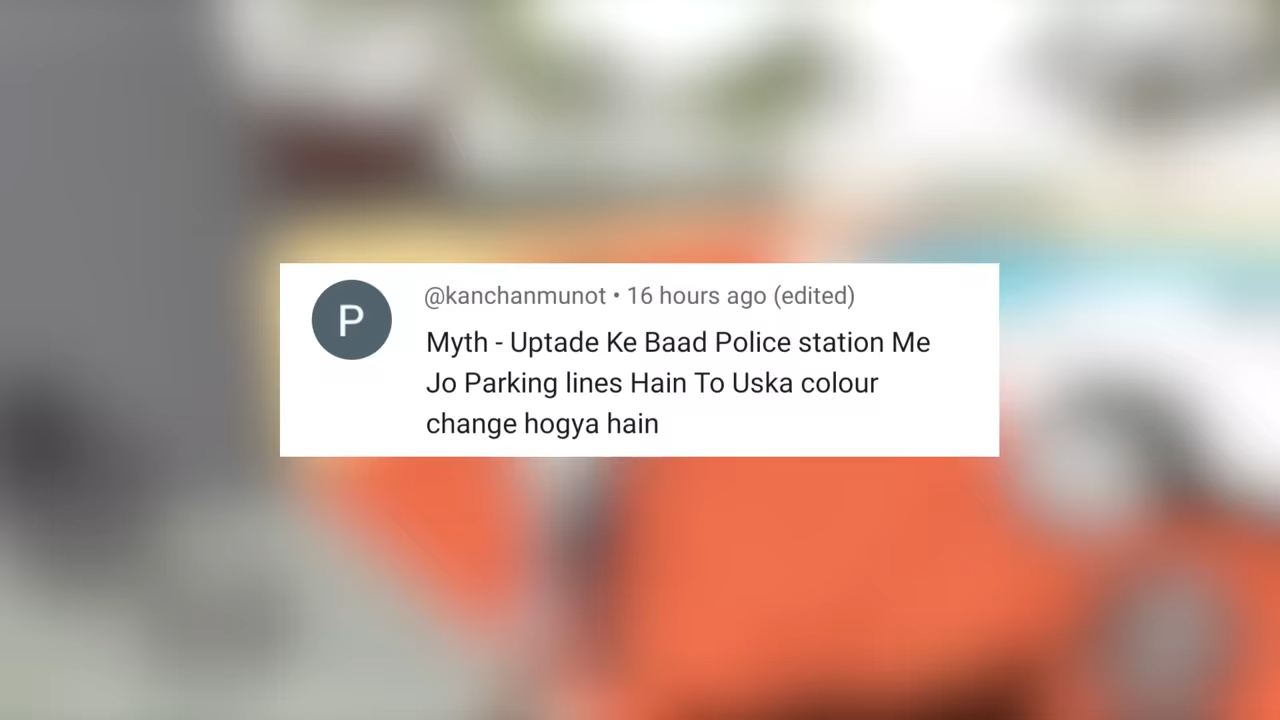 P
@kanchanmunot • 16 hours ago (edited)
Myth - Uptade Ke Baad Police station Me
Jo Parking lines Hain To Uska colour
change hogya hain